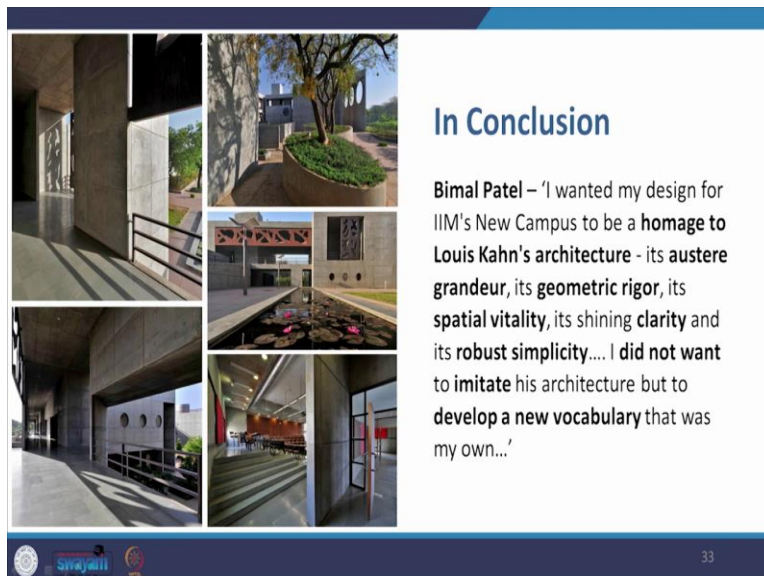 In Conclusion
Bimal Patel – ‘I wanted my design for
IIM's New Campus to be a homage to
Louis Kahn's architecture - its austere
grandeur, its geometric rigor, its
spatial vitality, its shining clarity and
its robust simplicity…. I did not want
to imitate his architecture but to
develop a new vocabulary that was
my own…’
swayam
33